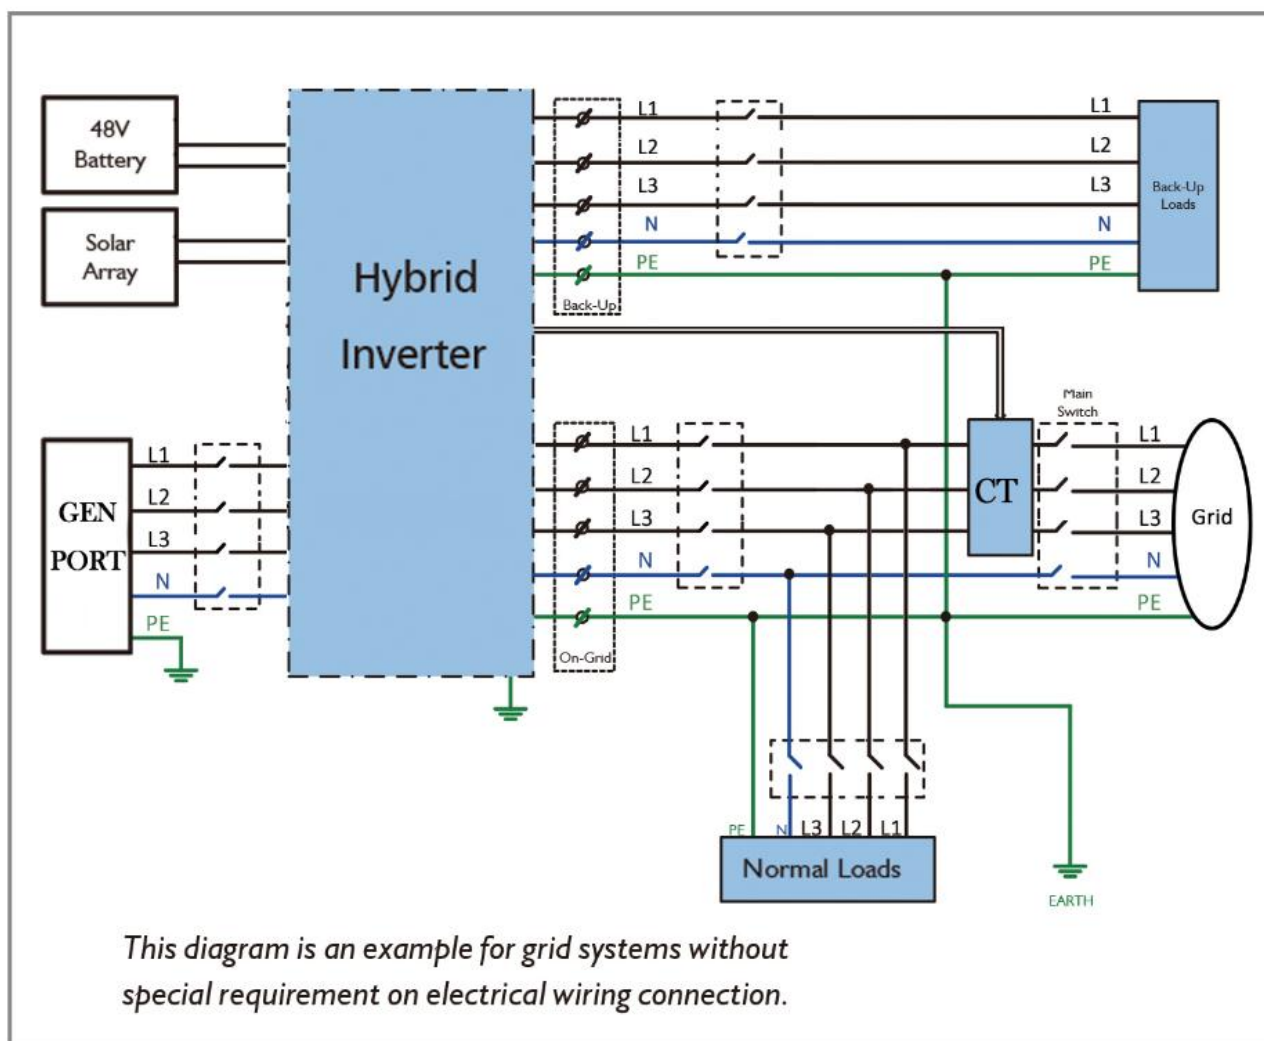 48V
Battery
Solar
Array
Hybrid
Inverter
L1
L2
L3
N
PE
Back-Up
L1
L2
L3
N
PE
Back-Up
Loads
GEN
PORT
L1
L2
L3
N
PE
L1
L2
L3
N
PE
On-Grid
CT
Main
Switch
L1
L2
L3
N
PE
Grid
PE N L3 L2 L1
Normal Loads
EARTH
This diagram is an example for grid systems without
special requirement on electrical wiring connection.